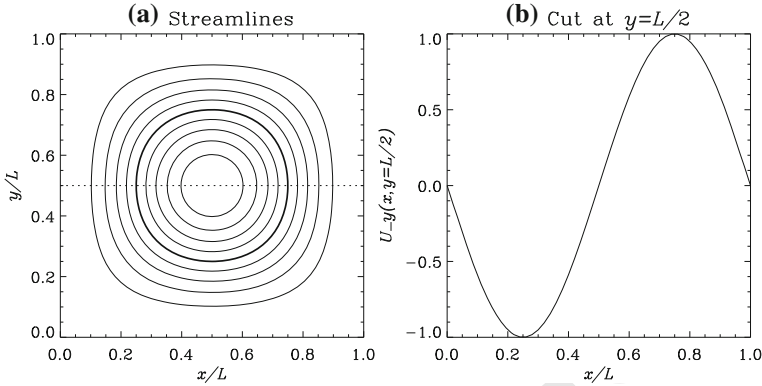 (a) Streamlines
1.0
0.8
0.6
0.4
0.2
0.0
y/L
0.0 0.2 0.4 0.6 0.8 1.0
x/L
(b) Cut at y=L/2
1.0
0.5
0.0
−0.5
−1.0
U_y(x,y=L/2)
0.0 0.2 0.4 0.6 0.8 1.0
x/L